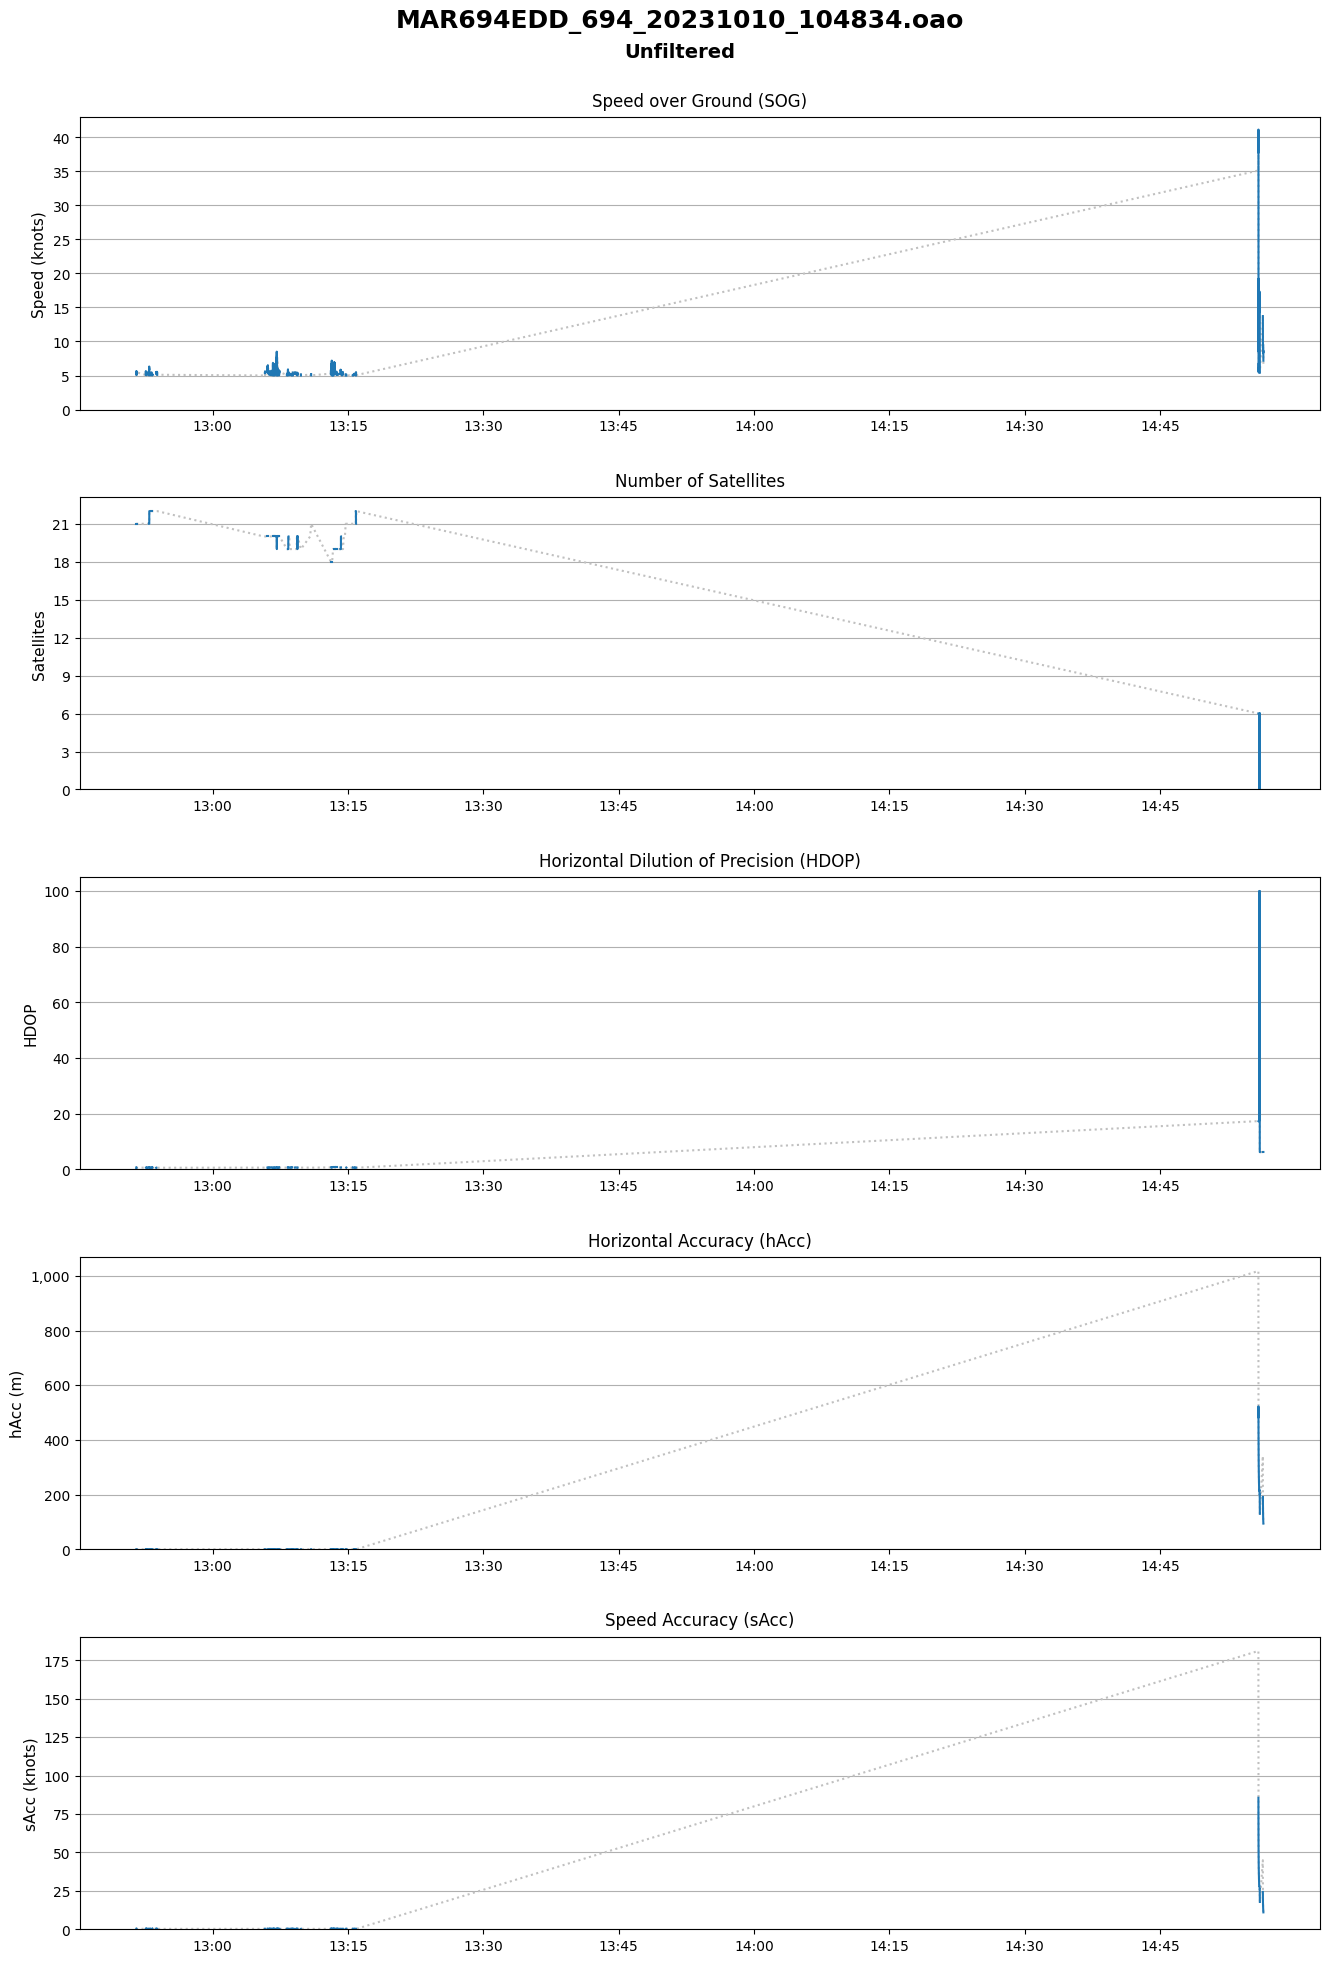 MAR694EDD_694_20231010_104834.oao
Unfiltered
Speed over Ground (SOG)
40
35
30
25
20
15
10
5
0
Speed (knots)
13:00 13:15 13:30 13:45 14:00 14:15 14:30 14:45
Number of Satellites
21
18
15
12
9
6
3
0
Satellites
13:00 13:15 13:30 13:45 14:00 14:15 14:30 14:45
Horizontal Dilution of Precision (HDOP)
100
80
60
40
20
0
HDOP
13:00 13:15 13:30 13:45 14:00 14:15 14:30 14:45
Horizontal Accuracy (hAcc)
1,000
800
600
400
200
0
hAcc (m)
13:00 13:15 13:30 13:45 14:00 14:15 14:30 14:45
Speed Accuracy (sAcc)
175
150
125
100
75
50
25
0
sAcc (knots)
13:00 13:15 13:30 13:45 14:00 14:15 14:30 14:45